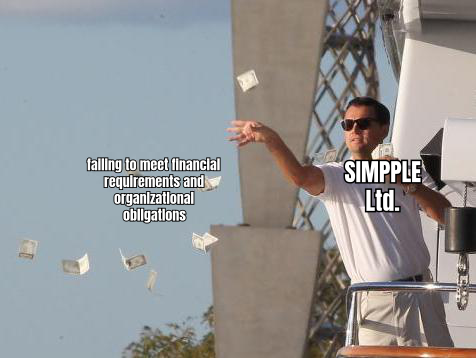 failing to meet financial
requirements and
organizational
obligations
SIMPPLE
Ltd.